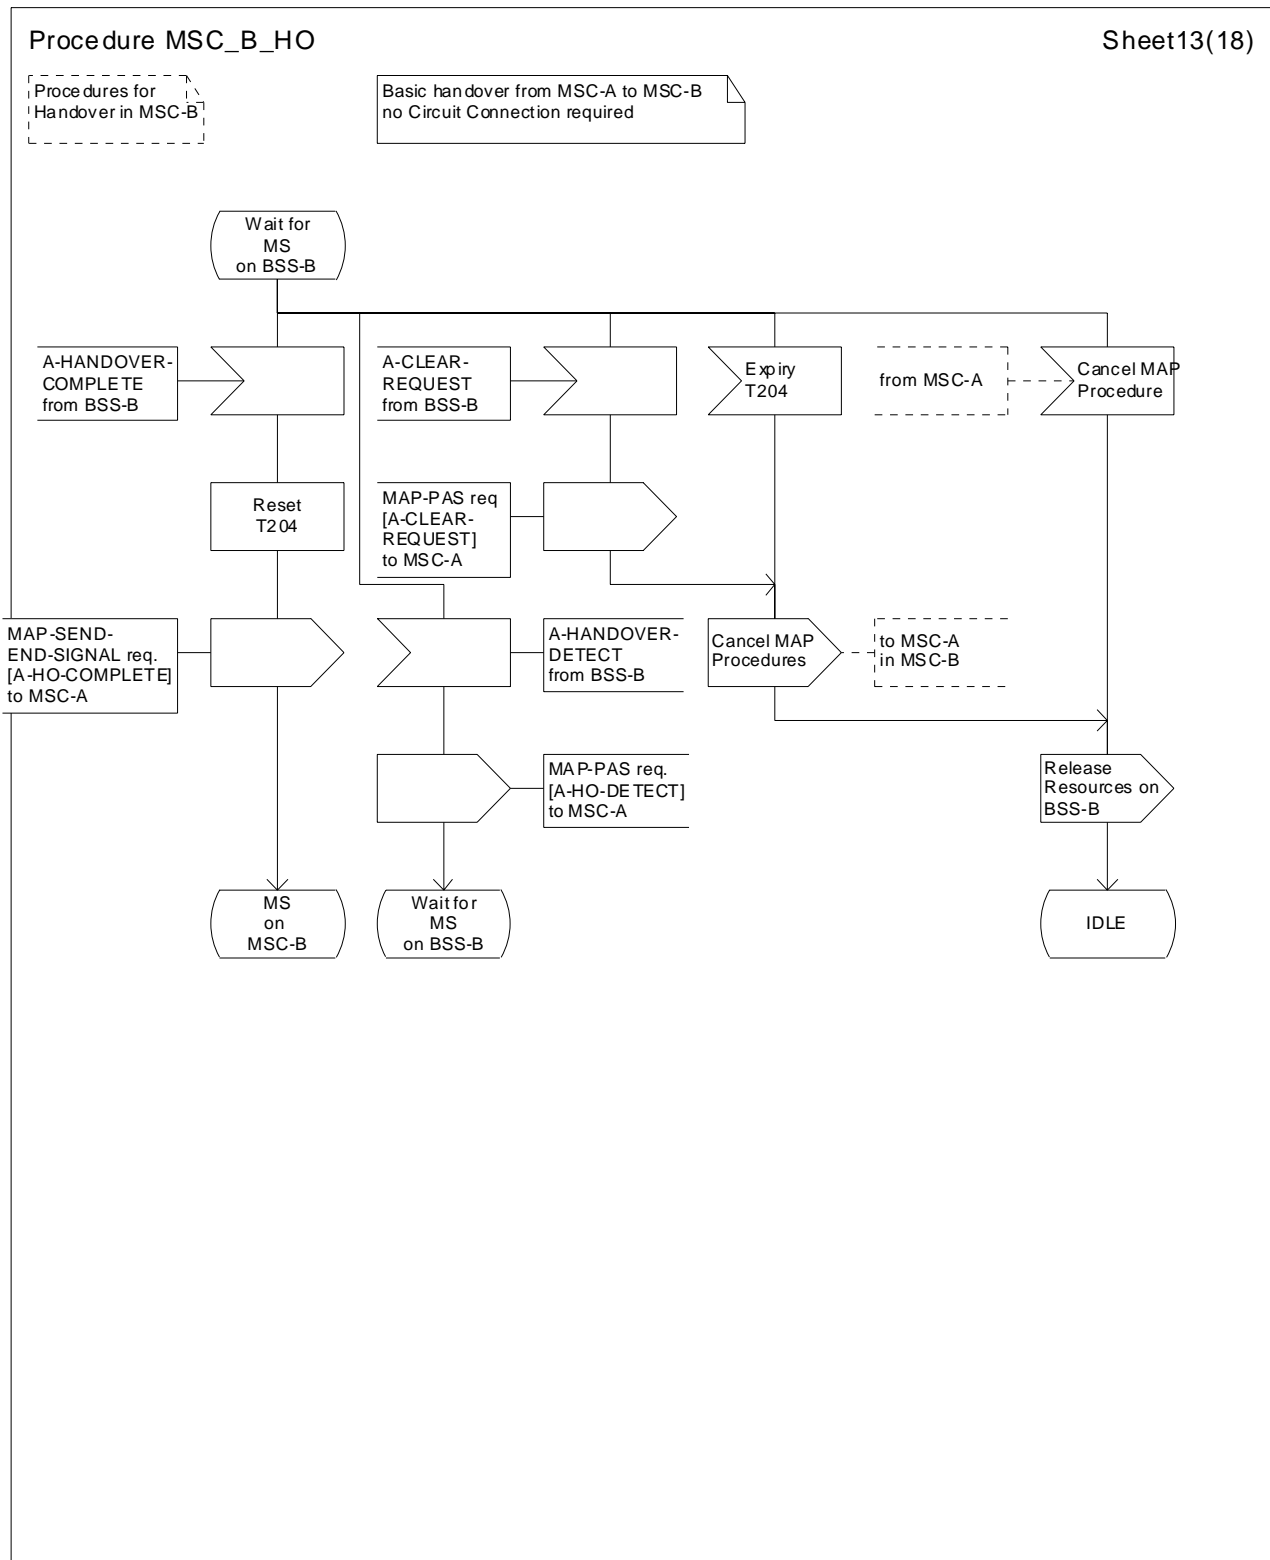 Procedure MSC_B_HO
Sheet13(18)
Procedures for
Handover in MSC-B
Basic handover from MSC-A to MSC-B
no Circuit Connection required
Wait for
MS
on BSS-B
A-HANDOVER-
COMPLETE
from BSS-B
A-CLEAR-
REQUEST
from BSS-B
Expiry
T204
from MSC-A
Cancel MAP
Procedure
Reset
T204
MAP-PAS req
[A-CLEAR-
REQUEST]
to MSC-A
MAP-SEND-
END-SIGNAL req.
[A-HO-COMPLETE]
to MSC-A
A-HANDOVER-
DETECT
from BSS-B
Cancel MAP
Procedures
to MSC-A
in MSC-B
MAP-PAS req.
[A-HO-DETECT]
to MSC-A
Release
Resources on
BSS-B
MS
on
MSC-B
Wait for
MS
on BSS-B
IDLE